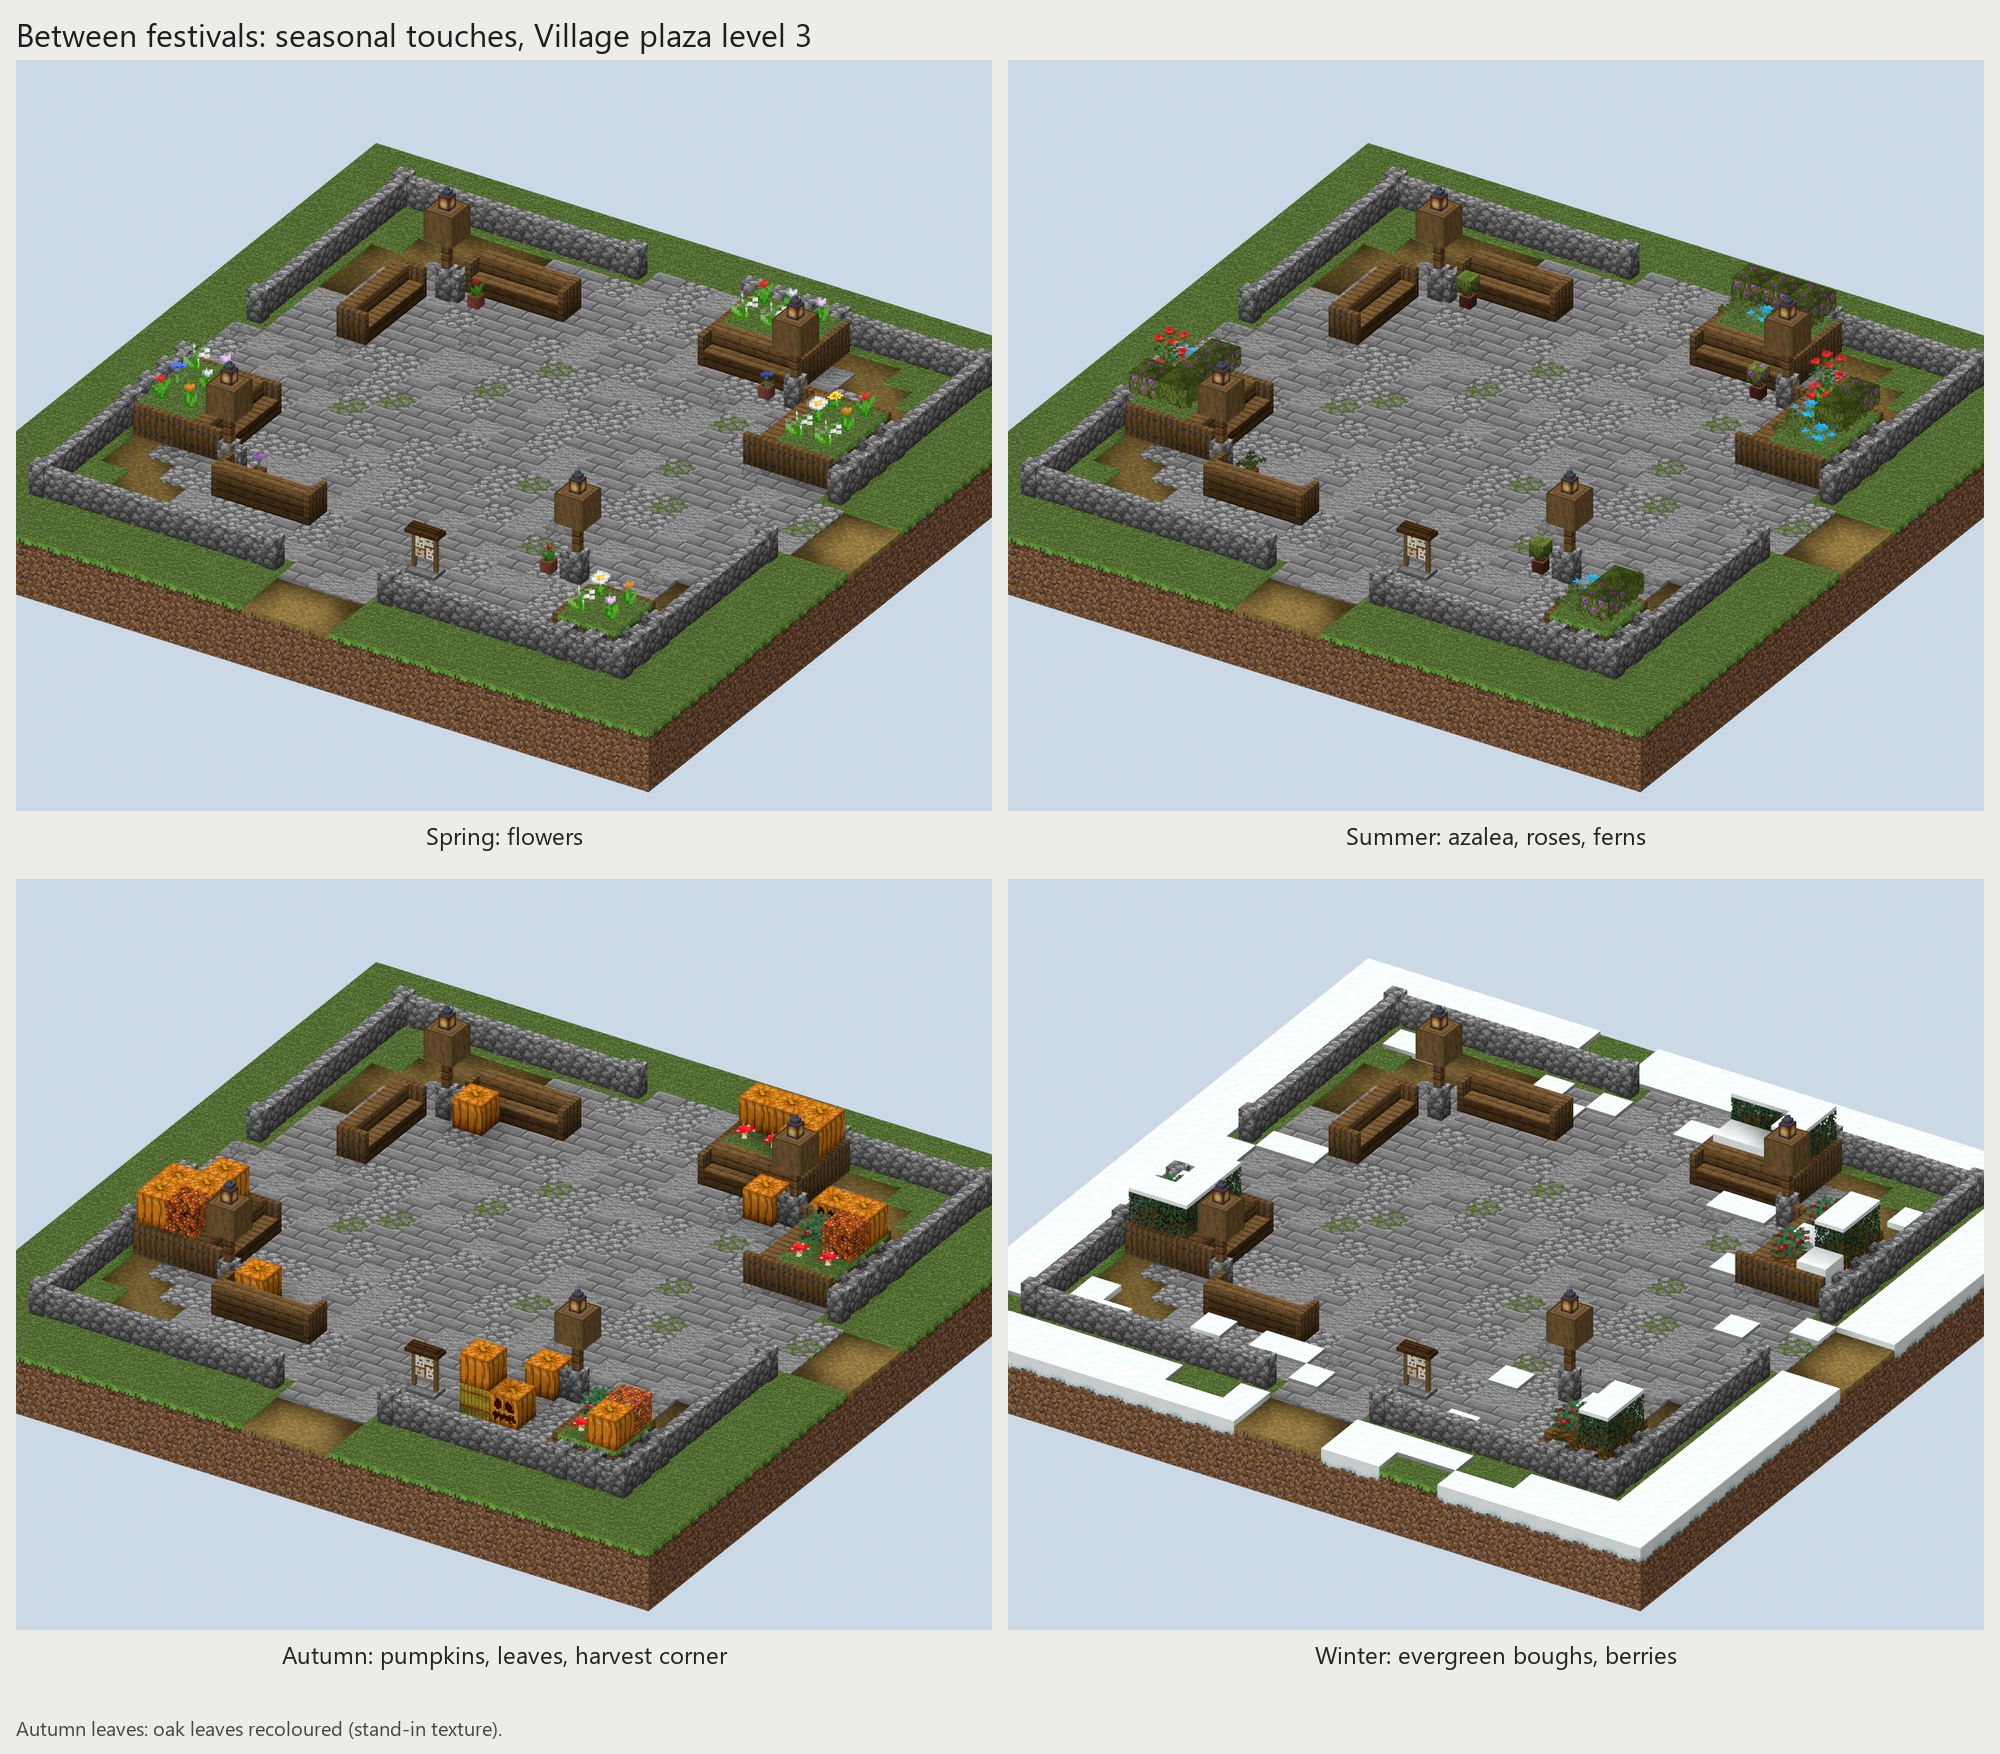 Between festivals: seasonal touches, Village plaza level 3
Spring: flowers
Summer: azalea, roses, ferns
Autumn: pumpkins, leaves, harvest corner
Winter: evergreen boughs, berries
Autumn leaves: oak leaves recoloured (stand-in texture).